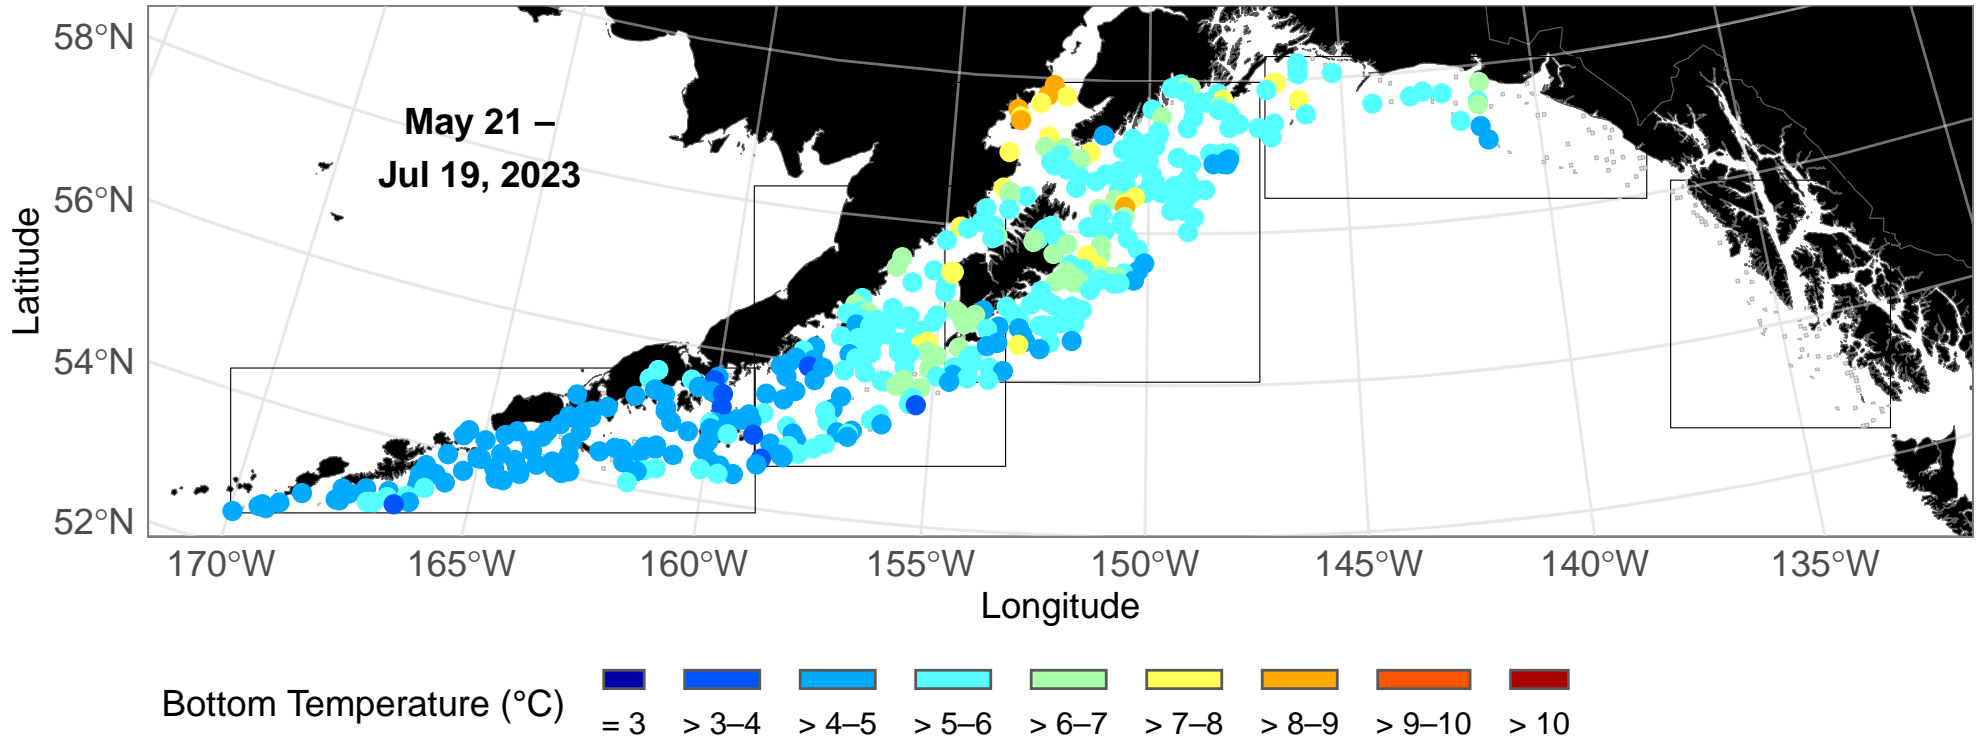 58°N
56°N
54°N
52°N
Latitude
May 21 –
Jul 19, 2023
170°W 165°W 160°W 155°W 150°W 145°W 140°W 135°W
Longitude
Bottom Temperature (°C)
= 3 > 3–4 > 4–5 > 5–6 > 6–7 > 7–8 > 8–9 > 9–10 > 10